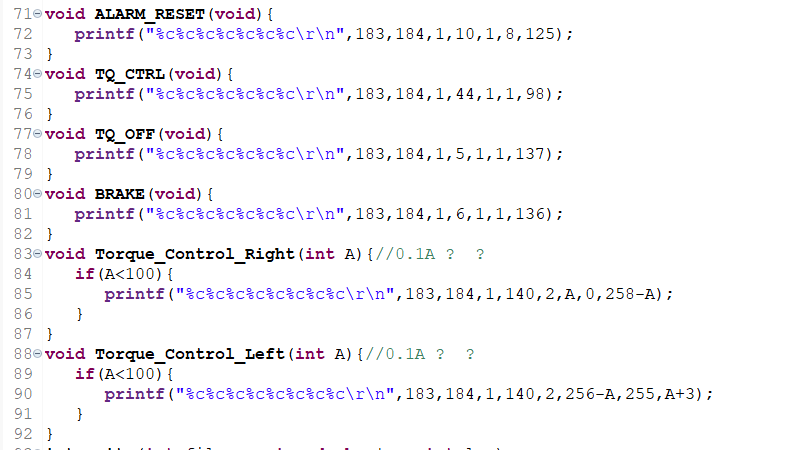 71 void ALARM_RESET(void){
72 printf("%c%c%c%c%c%c%c\r\n",183,184,1,10,1,8,125);
73 }
74 void TQ_CTRL(void){
75 printf("%c%c%c%c%c%c%c\r\n",183,184,1,44,1,1,98);
76 }
77 void TQ_OFF(void){
78 printf("%c%c%c%c%c%c%c\r\n",183,184,1,5,1,1,137);
79 }
80 void BRAKE(void){
81 printf("%c%c%c%c%c%c%c\r\n",183,184,1,6,1,1,136);
82 }
83 void Torque_Control_Right(int A){//0.1A ? ?
84 if(A<100){
85 printf("%c%c%c%c%c%c%c%c\r\n",183,184,1,140,2,A,0,258-A);
86 }
87 }
88 void Torque_Control_Left(int A){//0.1A ? ?
89 if(A<100){
90 printf("%c%c%c%c%c%c%c%c\r\n",183,184,1,140,2,256-A,255,A+3);
91 }
92 }